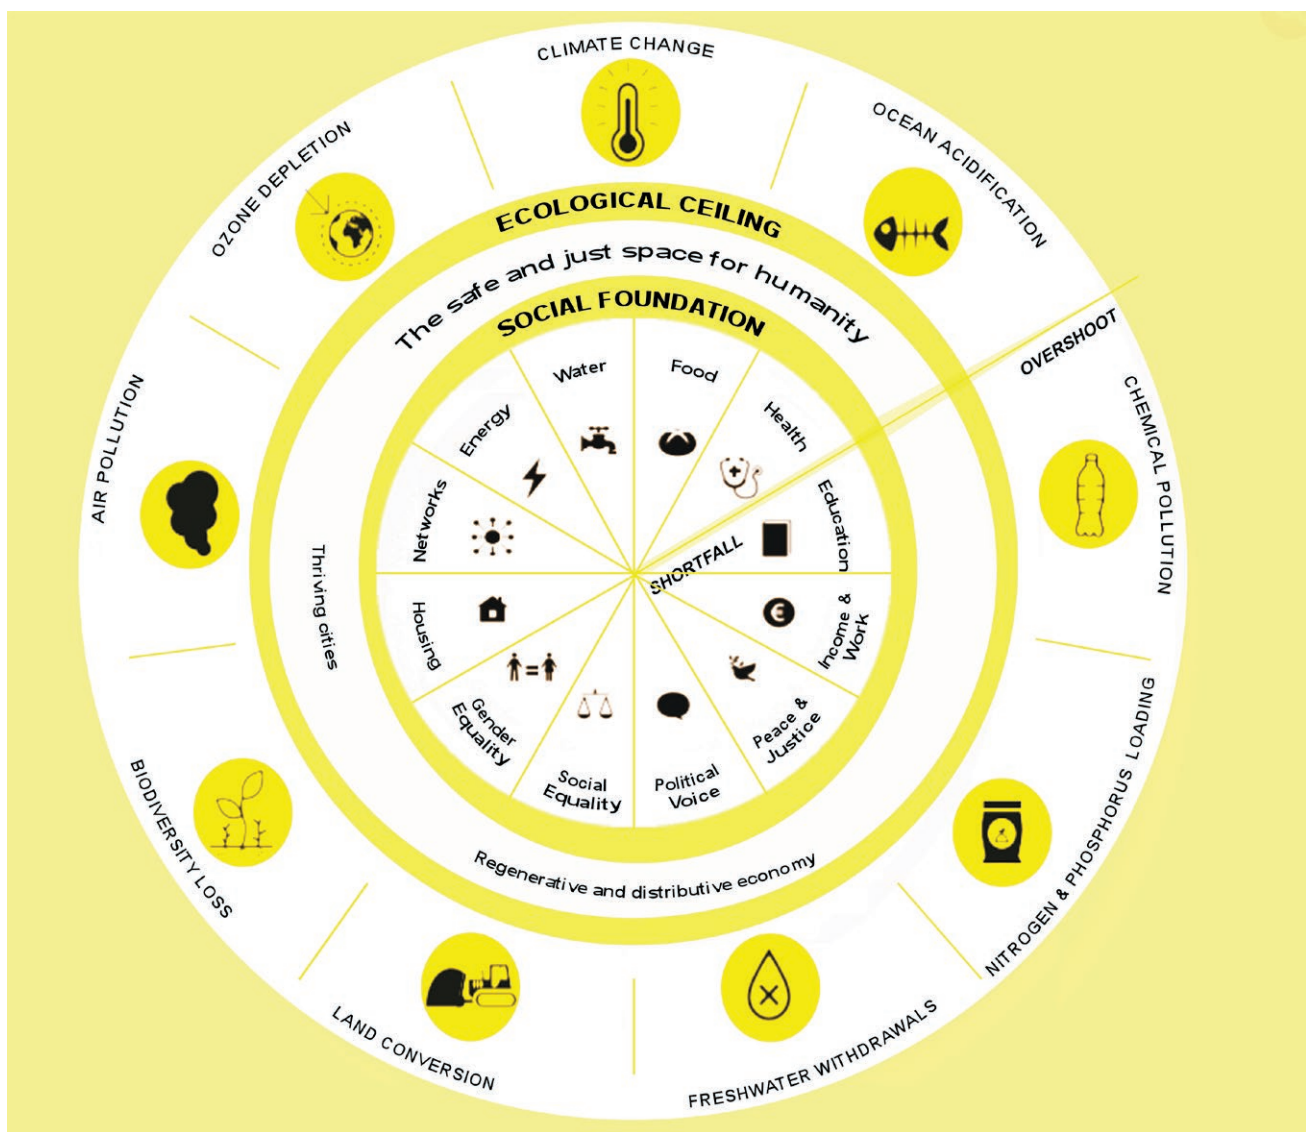 CLIMATE CHANGE
OCEAN ACIDIFICATION
CHEMICAL POLLUTION
NITROGEN & PHOSPHORUS LOADING
FRESHWATER WITHDRAWALS
LAND CONVERSION
BIODIVERSITY LOSS
AIR POLLUTION
OZONE DEPLETION
OVERSHOOT
ECOLOGICAL CEILING
The safe and just space for humanity
Thriving cities
Regenerative and distributive economy
SOCIAL FOUNDATION
SHORTFALL
Water
Food
Health
Education
Income &
Work
Peace &
Justice
Political
Voice
Social
Equality
Gender
Equality
Housing
Networks
Energy